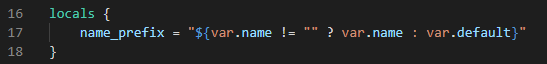 16 locals {
17     name_prefix = "${var.name != "" ? var.name : var.default}"
18 }